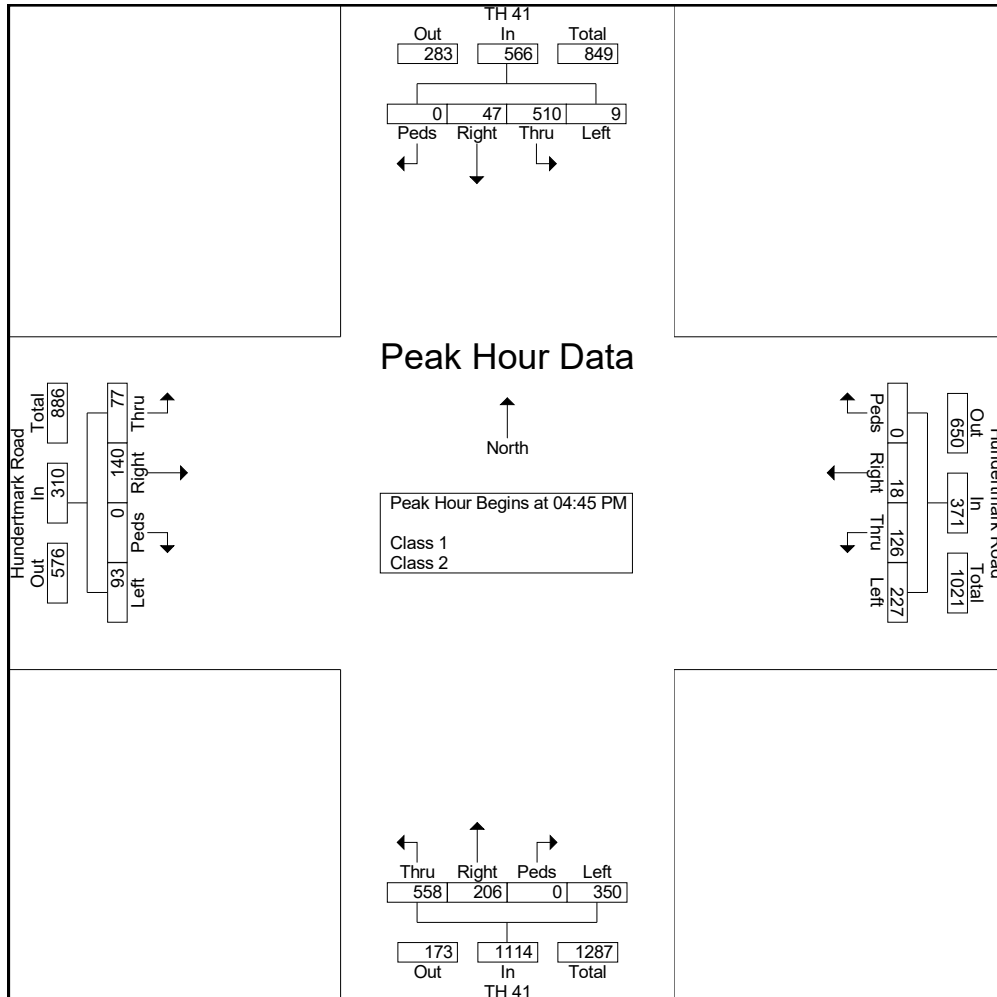 TH 41
Out In Total
283 566 849
0 47 510 9
Peds Right Thru Left
Peak Hour Data
North
Peak Hour Begins at 04:45 PM
Class 1
Class 2
Hundertmark Road
Total In Out
886 310 576
77 140 0 93
Thru Right Peds Left
Peds Right Thru Left
0 18 126 227
650 371 1021
Out In Total
Hundertmark Road
Thru Right Peds Left
558 206 0 350
173 1114 1287
Out In Total
TH 41